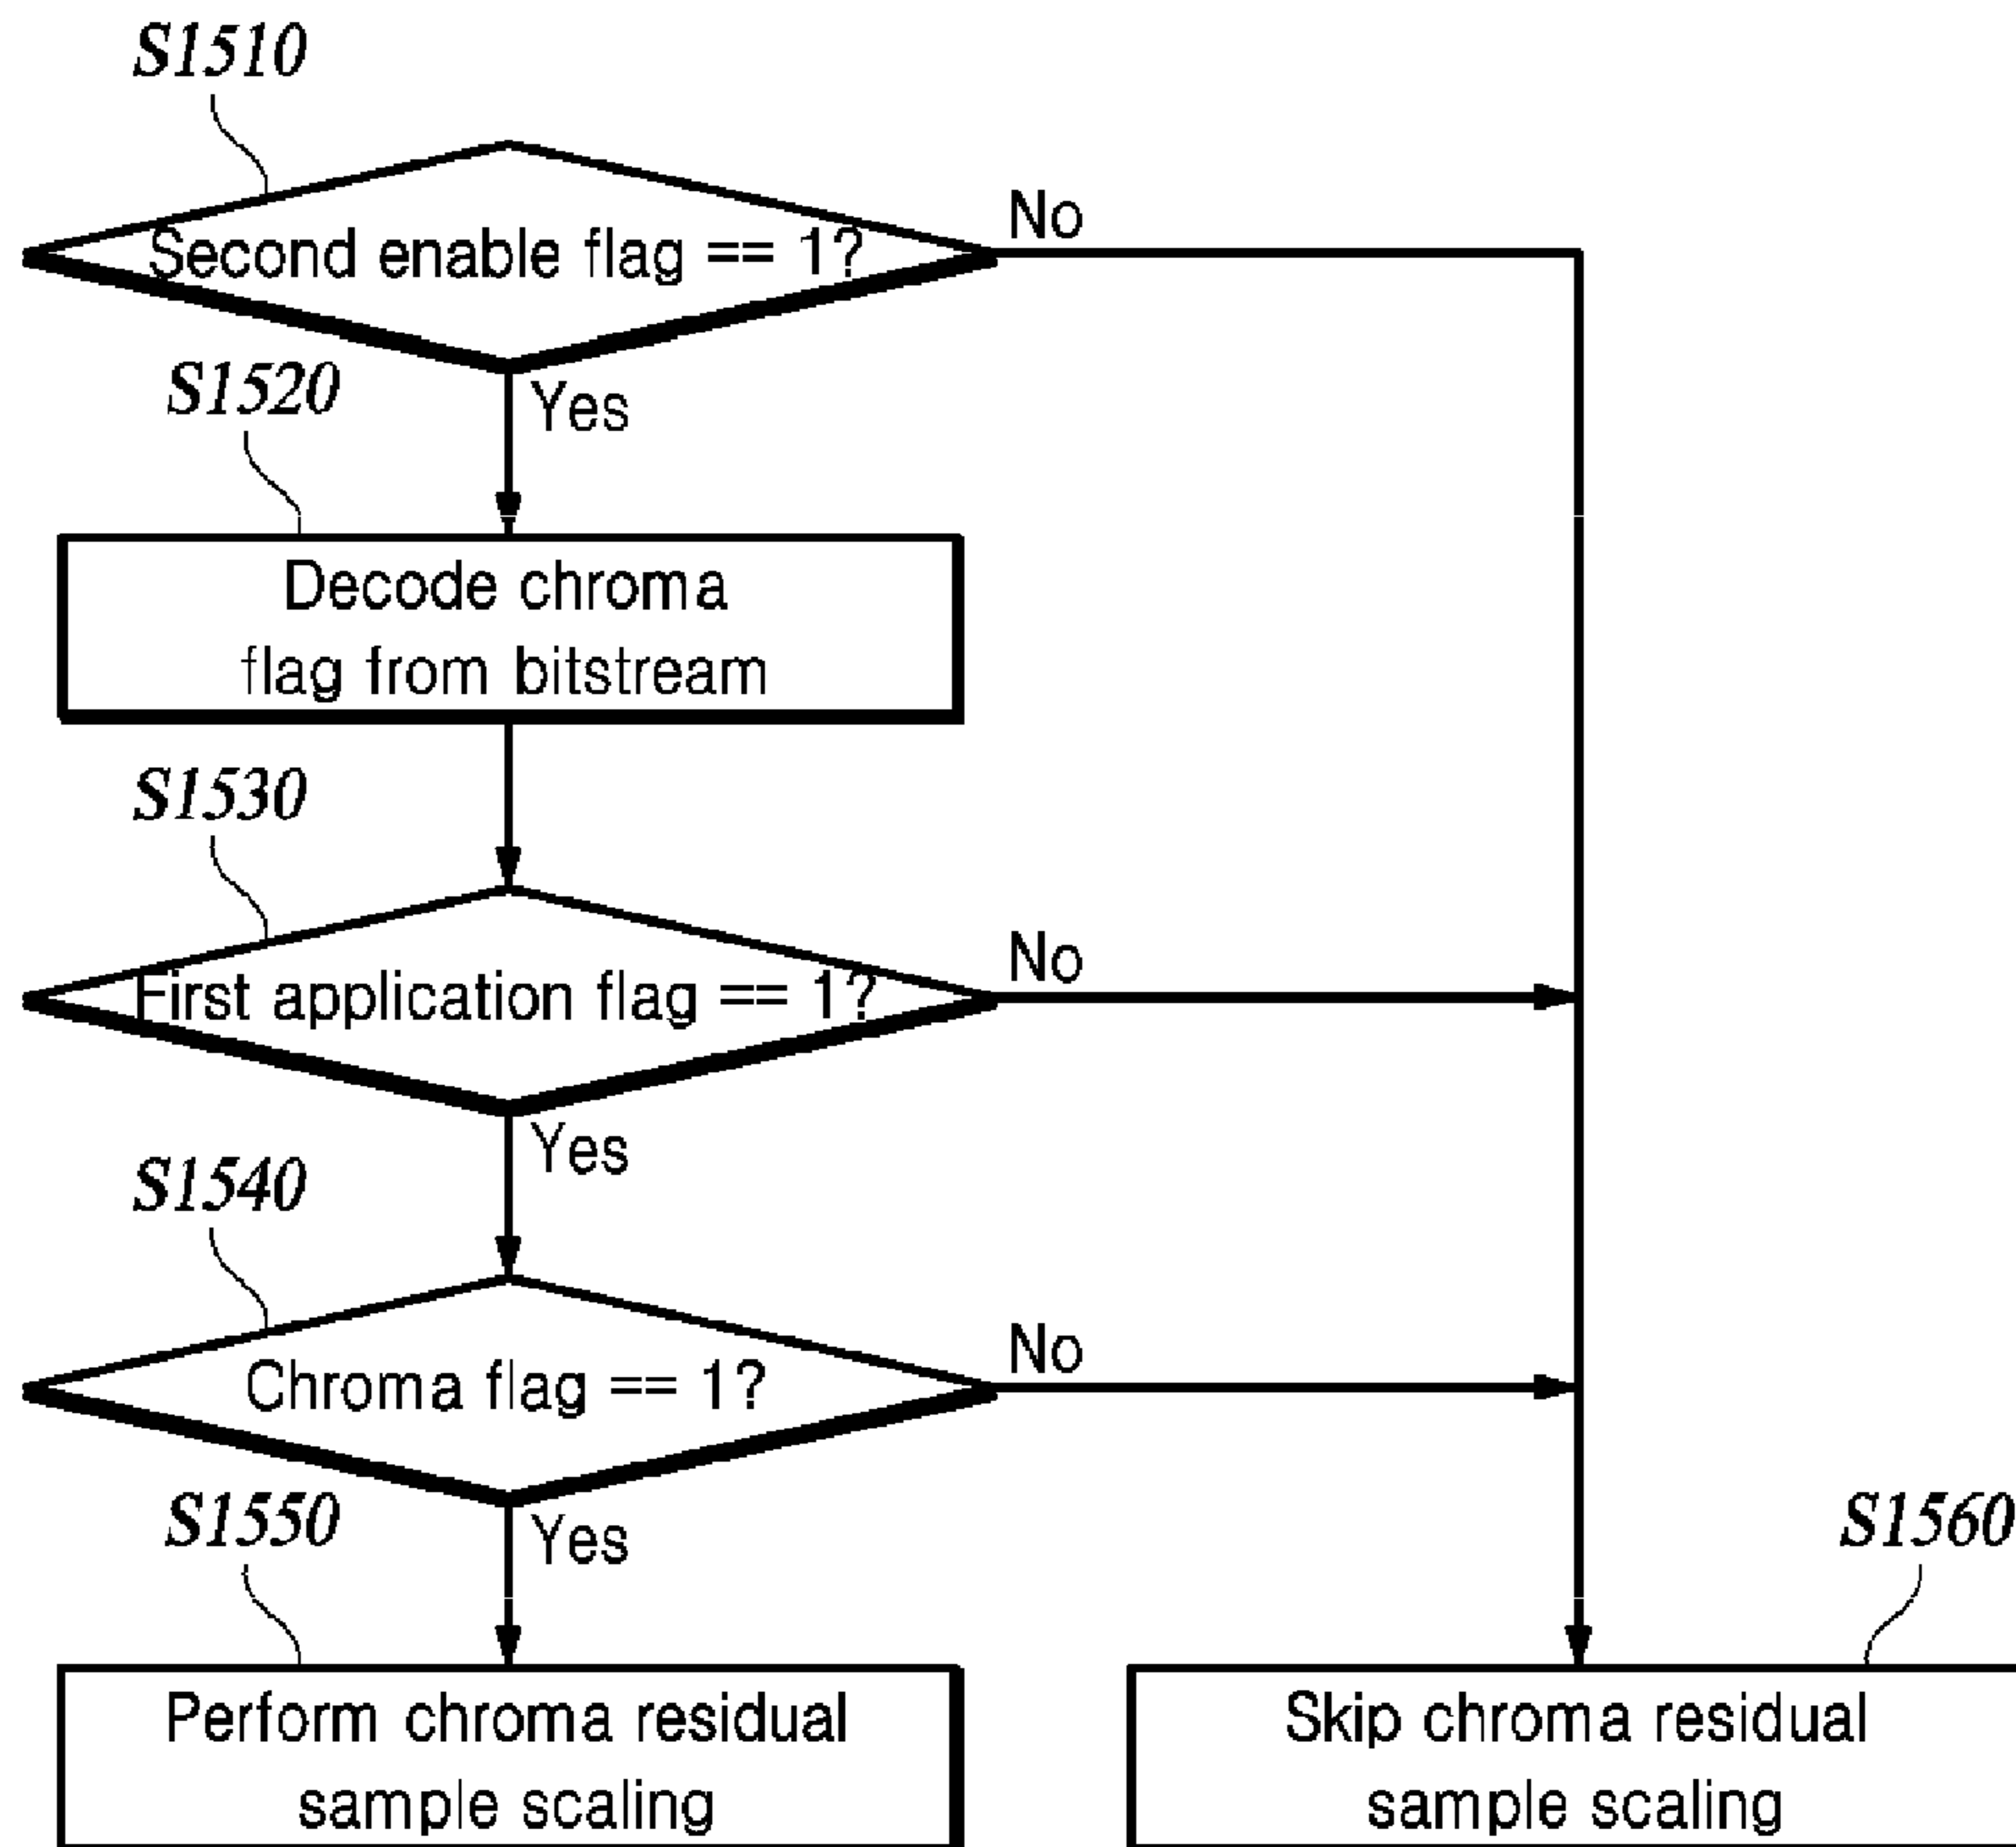 S1510
Second enable flag == 1?
No
Yes
S1520
Decode chroma
flag from bitstream
S1530
First application flag == 1?
No
Yes
S1540
Chroma flag == 1?
No
Yes
S1550
Perform chroma residual
sample scaling
S1560
Skip chroma residual
sample scaling